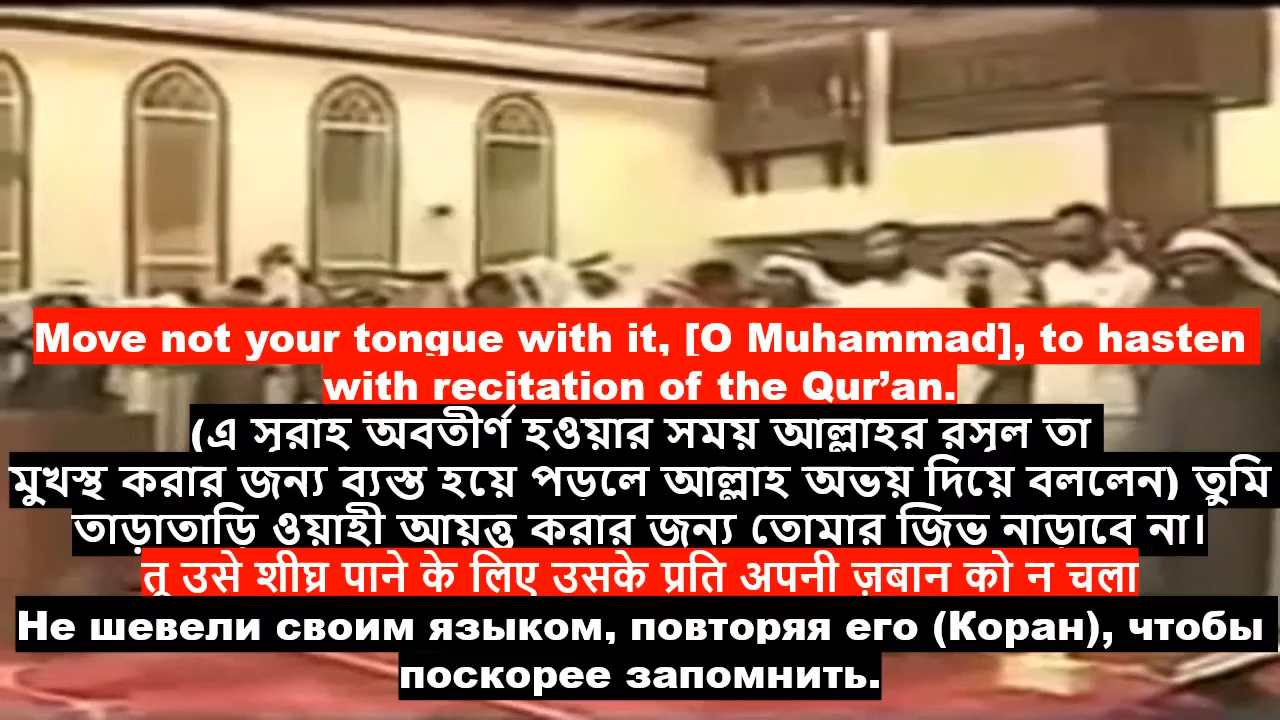 Move not your tongue with it, [O Muhammad], to hasten
with recitation of the Qur’an.
(এ সূরাহ অবতীর্ণ হওয়ার সময় আল্লাহর রসূল তা
মুখস্থ করার জন্য ব্যস্ত হয়ে পড়লে আল্লাহ অভয় দিয়ে বললেন) তুমি
তাড়াতাড়ি ওয়াহী আয়ত্ত করার জন্য তোমার জিভ নাড়াবে না।
तू उसे शीघ्र पाने के लिए उसके प्रति अपनी ज़बान को न चला
Не шевели своим языком, повторяя его (Коран), чтобы
поскорее запомнить.